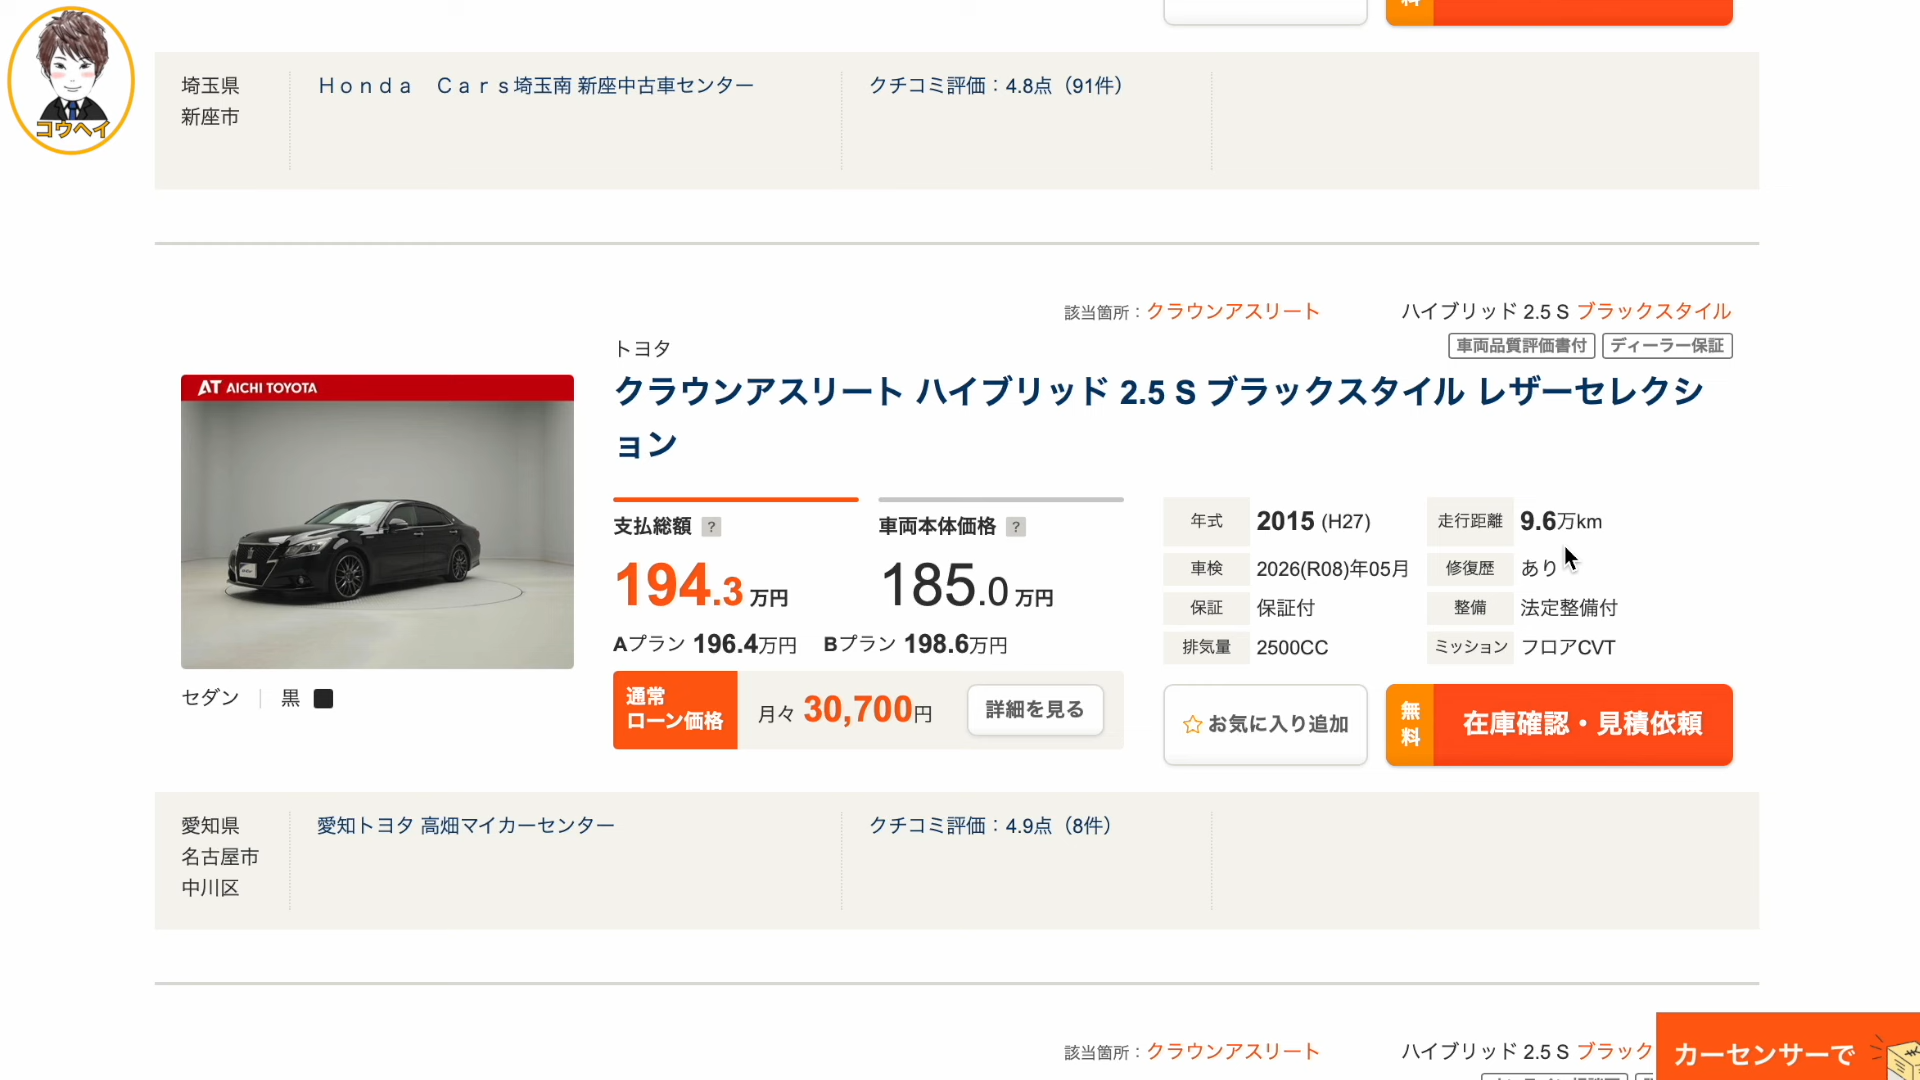 料
コウヘイ
埼玉県
新座市
Ｈｏｎｄａ　Ｃａｒｓ埼玉南 新座中古車センター
クチコミ評価：4.8点（91件）
該当箇所：クラウンアスリート
ハイブリッド 2.5 S ブラックスタイル
車両品質評価書付 ディーラー保証
トヨタ
クラウンアスリート ハイブリッド 2.5 S ブラックスタイル レザーセレクシ
ョン
AT AICHI TOYOTA
セダン | 黒
支払総額 ?
194.3万円
車両本体価格 ?
185.0万円
Aプラン 196.4万円 Bプラン 198.6万円
通常
ローン価格
月々 30,700円
詳細を見る
年式 2015 (H27) 走行距離 9.6万km
車検 2026(R08)年05月 修復歴 あり
保証 保証付 整備 法定整備付
排気量 2500CC ミッション フロアCVT
お気に入り追加
無料
在庫確認・見積依頼
愛知県
名古屋市
中川区
愛知トヨタ 高畑マイカーセンター
クチコミ評価：4.9点（8件）
該当箇所：クラウンアスリート
ハイブリッド 2.5 S ブラック
カーセンサーで